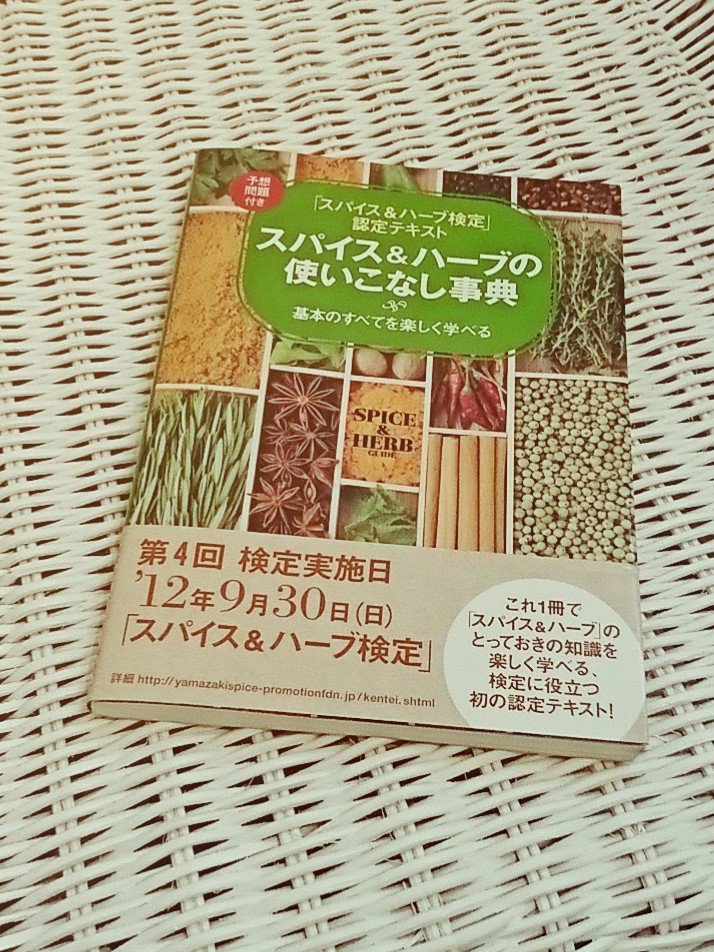 予想
問題
付き
「スパイス&ハーブ検定」
認定テキスト
スパイス&ハーブの
使いこなし事典
基本のすべてを楽しく学べる
SPICE
&
HERB
GUIDE
第4回 検定実施日
'12年9月30日(日)
「スパイス&ハーブ検定」
詳細 http://yamazakispice-promotionfdn.jp/kentei.shtml
これ1冊で
「スパイス&ハーブ」の
とっておきの知識を
楽しく学べる、
検定に役立つ
初の認定テキスト!